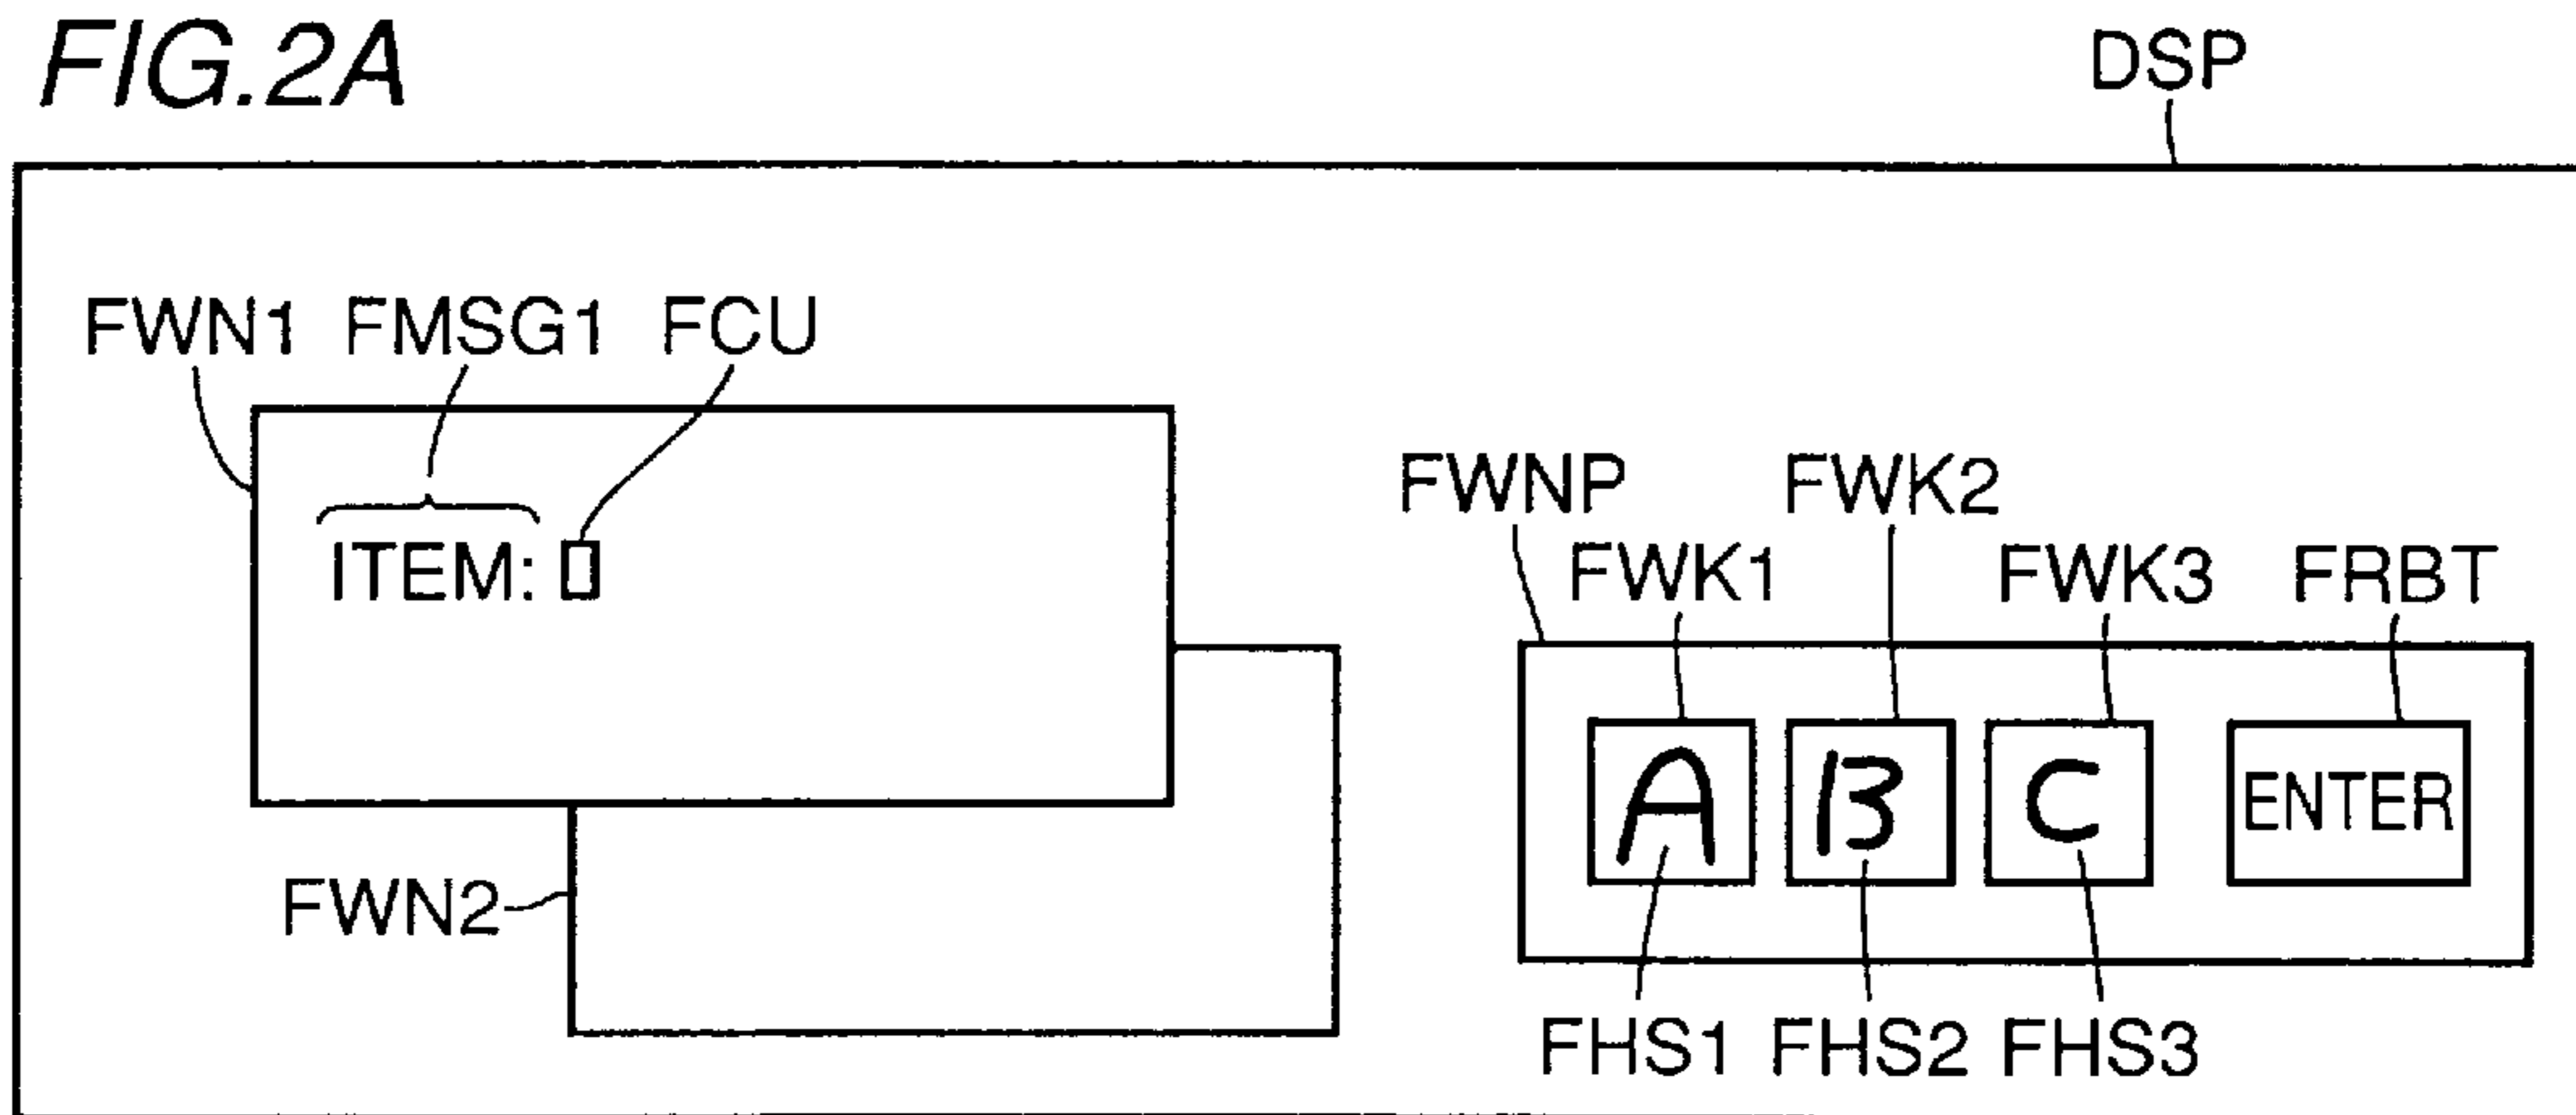 FIG.2A
DSP
FWN1 FMSG1 FCU
FWNP FWK2
FWK1 FWK3 FRBT
ITEM:
A B C ENTER
FWN2
FHS1 FHS2 FHS3